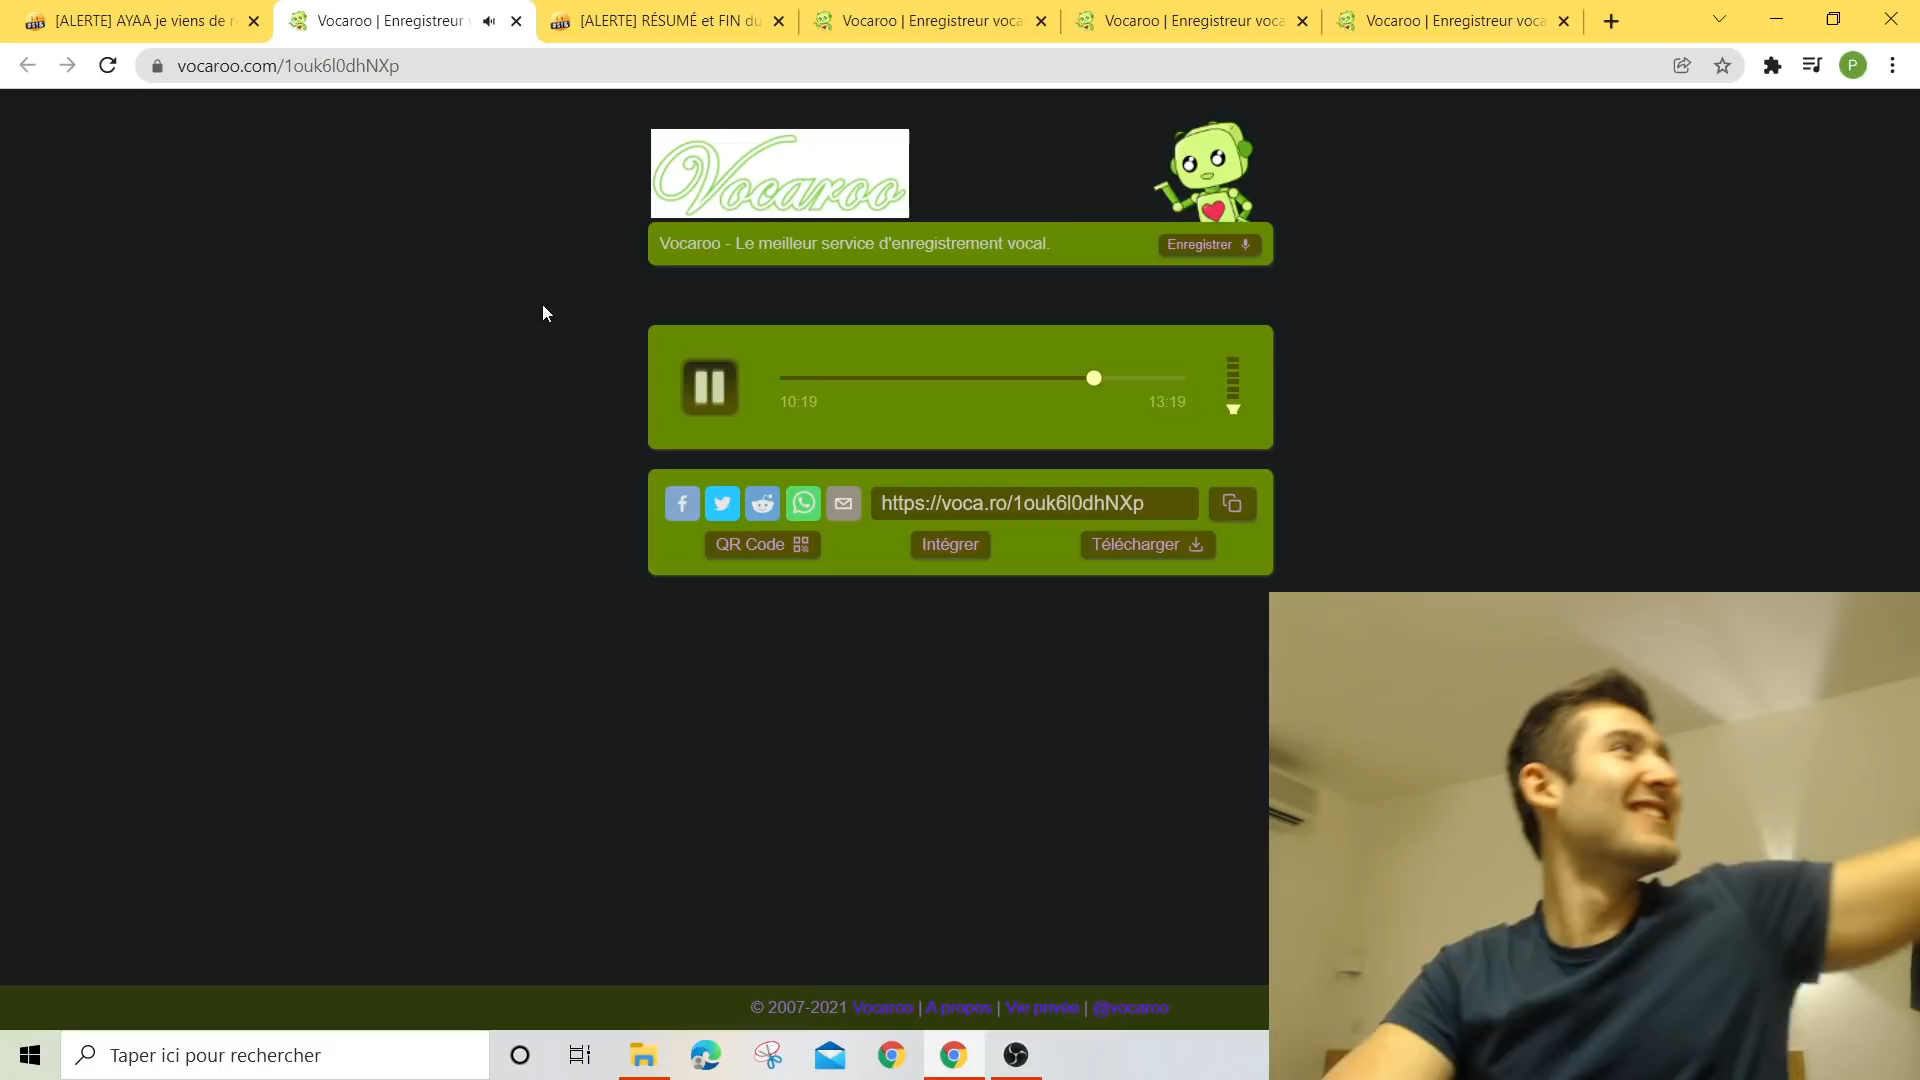 [ALERTE] AYAA je viens de r
Vocaroo | Enregistreur v
[ALERTE] RÉSUMÉ et FIN du
Vocaroo | Enregistreur voca
Vocaroo | Enregistreur voca
Vocaroo | Enregistreur voca
vocaroo.com/1ouk6l0dhNXp
P
Vocaroo
Vocaroo - Le meilleur service d'enregistrement vocal.
Enregistrer
10:19
13:19
https://voca.ro/1ouk6l0dhNXp
QR Code
Intégrer
Télécharger
© 2007-2021 Vocaroo | A propos | Vie privée | @vocaroo
Taper ici pour rechercher